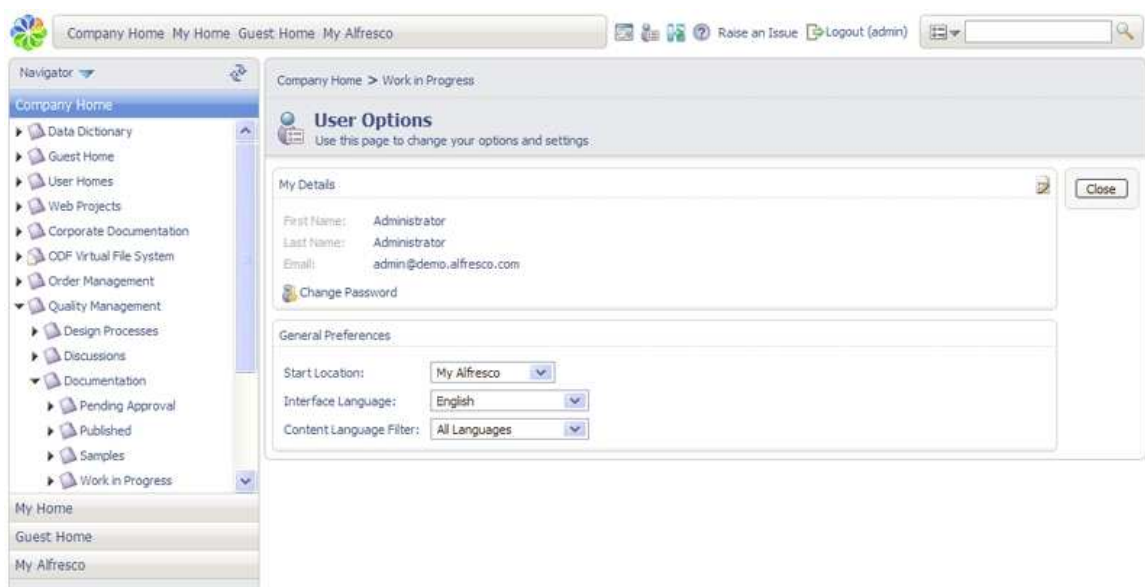 Company Home My Home Guest Home My Alfresco
Raise an Issue Logout (admin)
Navigator
Company Home
Data Dictionary
Guest Home
User Homes
Web Projects
Corporate Documentation
ODF Virtual File System
Order Management
Quality Management
Design Processes
Discussions
Documentation
Pending Approval
Published
Samples
Work in Progress
My Home
Guest Home
My Alfresco
Company Home > Work in Progress
User Options
Use this page to change your options and settings
My Details
Close
First Name: Administrator
Last Name: Administrator
Email: admin@demo.alfresco.com
Change Password
General Preferences
Start Location: My Alfresco
Interface Language: English
Content Language Filter: All Languages